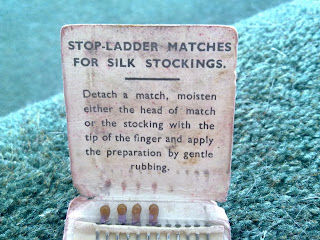 STOP-LADDER MATCHES
FOR SILK STOCKINGS.
Detach a match, moisten
either the head of match
or the stocking with the
tip of the finger and apply
the preparation by gentle
rubbing.